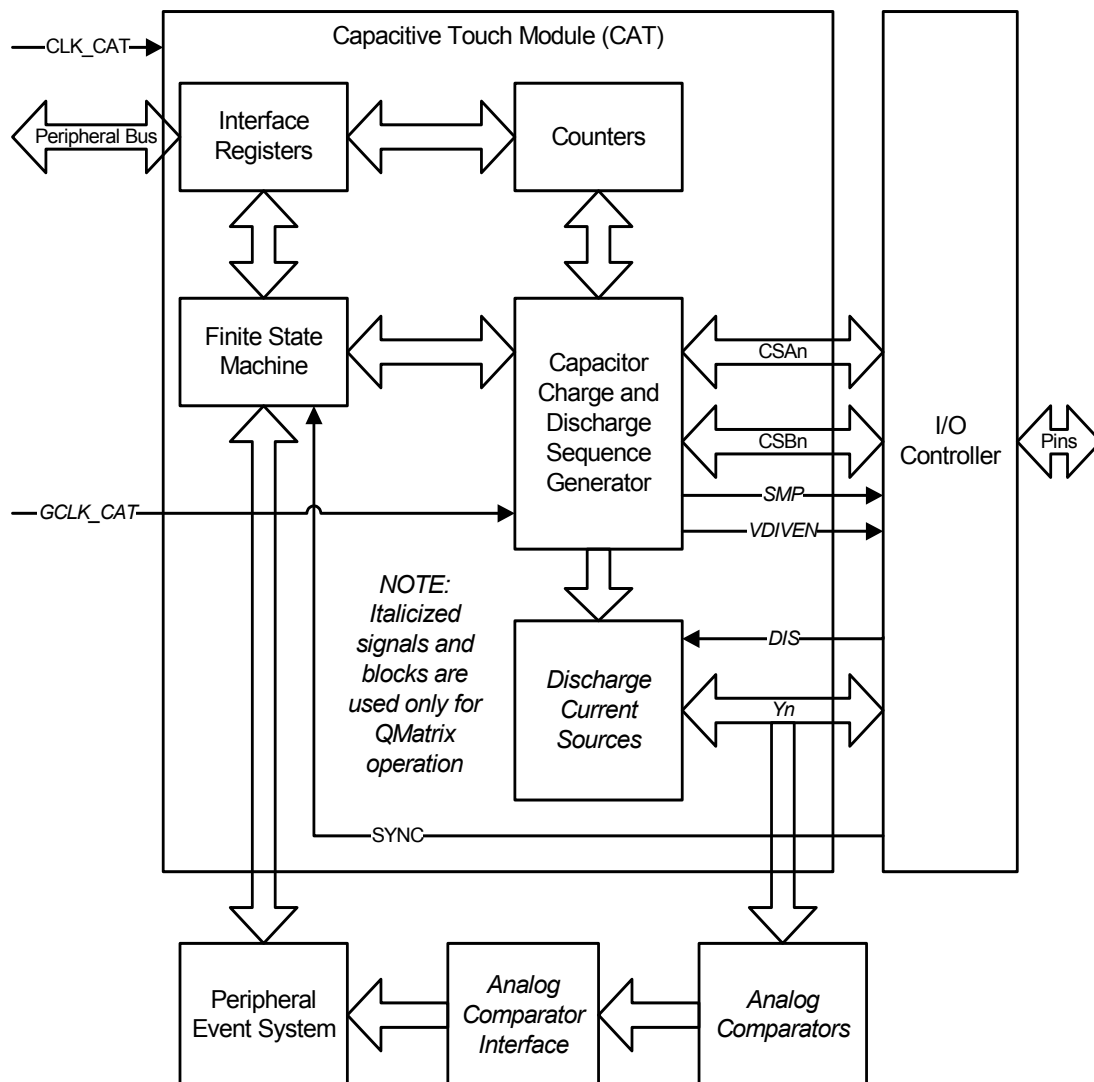 Capacitive Touch Module (CAT)
CLK_CAT
Peripheral Bus
Interface
Registers
Counters
Finite State
Machine
Capacitor
Charge and
Discharge
Sequence
Generator
CSAn
CSBn
SMP
VDIVEN
I/O
Controller
Pins
GCLK_CAT
NOTE:
Italicized
signals and
blocks are
used only for
QMatrix
operation
Discharge
Current
Sources
DIS
Yn
SYNC
Peripheral
Event System
Analog
Comparator
Interface
Analog
Comparators